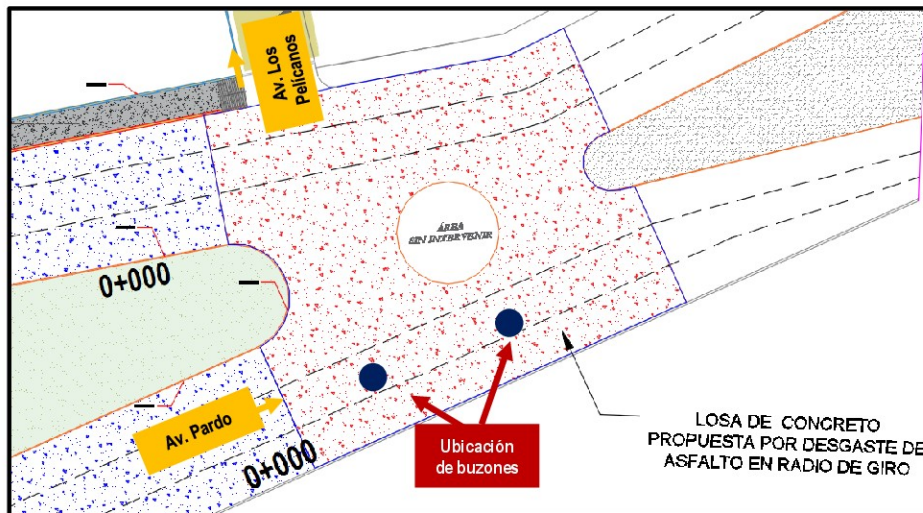 Av. Los
Pelícanos
ÁREA
SIN INTERVENIR
0+000
Av. Pardo
0+000
Ubicación
de buzones
LOSA DE CONCRETO
PROPUESTA POR DESGASTE DE
ASFALTO EN RADIO DE GIRO